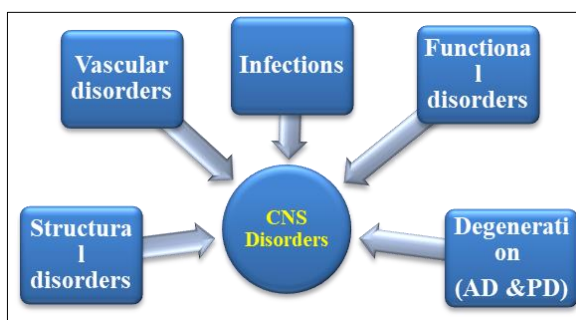 Vascular
disorders
Infections
Functiona
l
disorders
Structura
l
disorders
CNS
Disorders
Degenerati
on
(AD &PD)